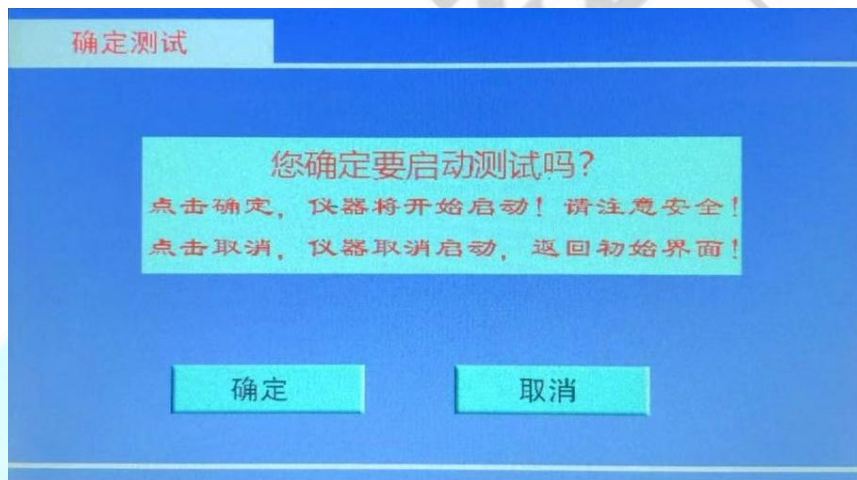 确定测试
您确定要启动测试吗?
点击确定，仪器将开始启动！请注意安全！
点击取消，仪器取消启动，返回初始界面！
确定
取消